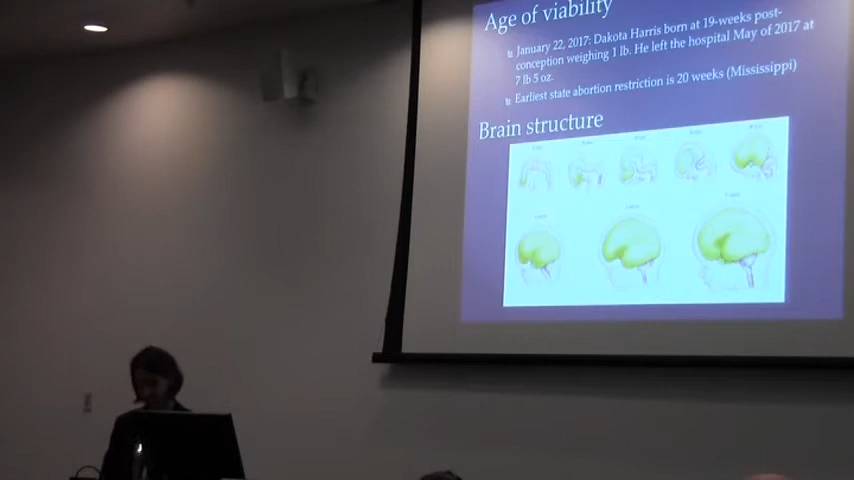 Age of viability
January 22, 2017: Dakota Harris born at 19-weeks post-
conception weighing 1 lb. He left the hospital May of 2017 at
7 lb 5 oz.
Earliest state abortion restriction is 20 weeks (Mississippi)
Brain structure